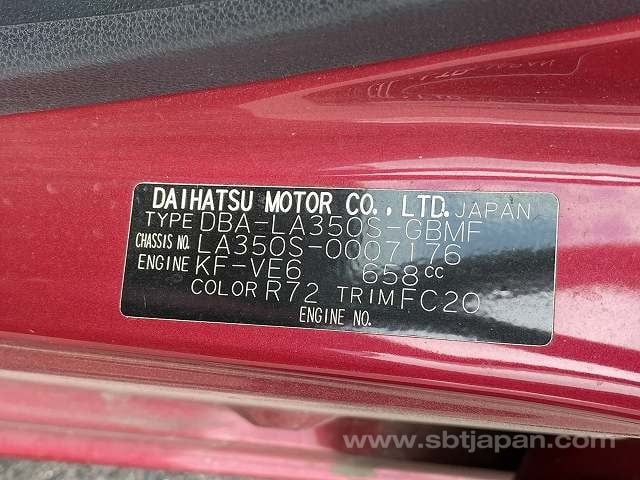 DAIHATSU MOTOR CO., LTD. JAPAN
TYPE DBA-LA350S-GBMF
CHASSIS NO. LA350S-0007176
ENGINE KF-VE6 658cc
COLOR R72 TRIM FC20
ENGINE NO.
www.sbtjapan.com